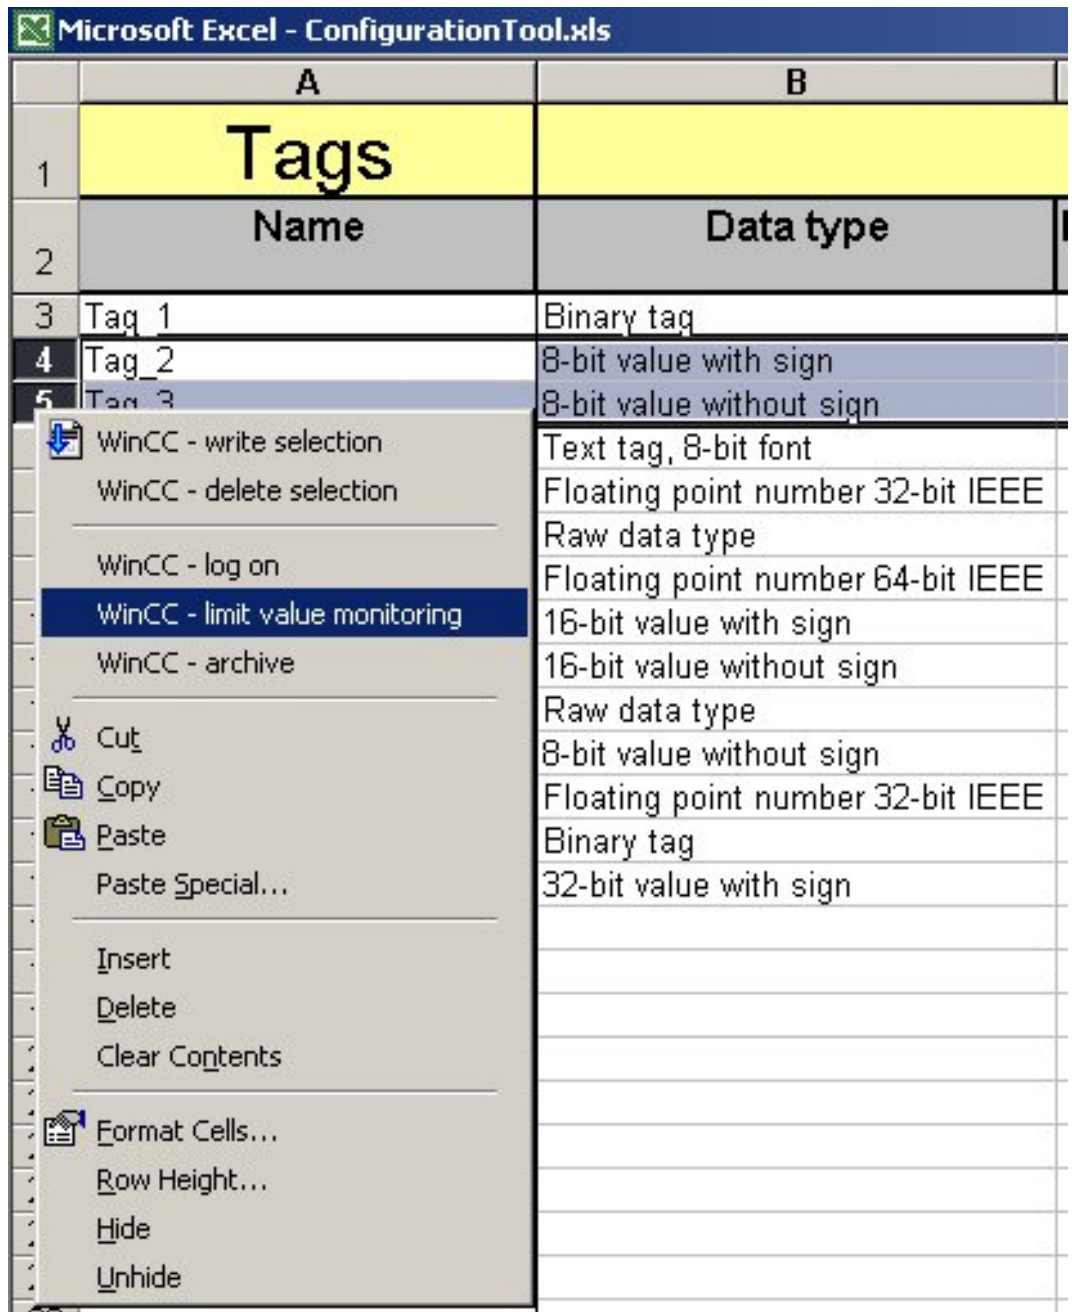 Microsoft Excel - ConfigurationTool.xls
A B
1 Tags
2 Name Data type
3 Tag_1 Binary tag
4 Tag_2 8-bit value with sign
5 Tag_3 8-bit value without sign
WinCC - write selection
Text tag, 8-bit font
WinCC - delete selection
Floating point number 32-bit IEEE
Raw data type
WinCC - log on
Floating point number 64-bit IEEE
WinCC - limit value monitoring
16-bit value with sign
WinCC - archive
16-bit value without sign
Raw data type
Cut
8-bit value without sign
Copy
Floating point number 32-bit IEEE
Paste
Binary tag
Paste Special...
32-bit value with sign
Insert
Delete
Clear Contents
Format Cells...
Row Height...
Hide
Unhide